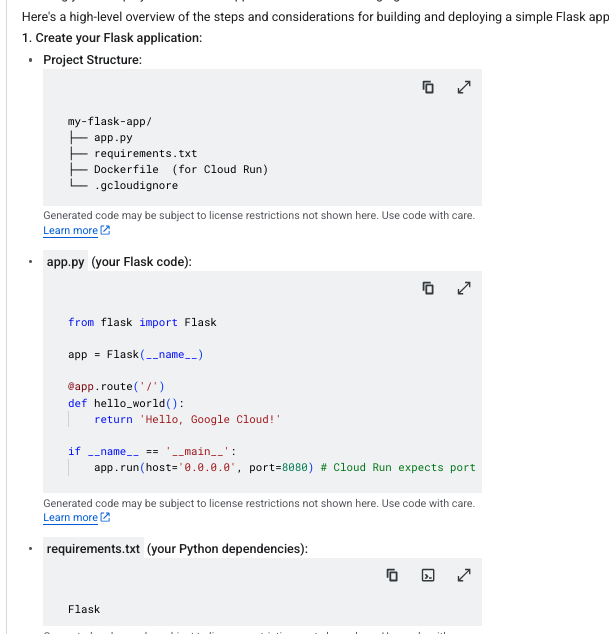 Here's a high-level overview of the steps and considerations for building and deploying a simple Flask app
1. Create your Flask application:
• Project Structure:
my-flask-app/
├── app.py
├── requirements.txt
├── Dockerfile  (for Cloud Run)
└── .gcloudignore
Generated code may be subject to license restrictions not shown here. Use code with care.
Learn more
• app.py (your Flask code):
from flask import Flask
app = Flask(__name__)
@app.route('/')
def hello_world():
    return 'Hello, Google Cloud!'
if __name__ == '__main__':
    app.run(host='0.0.0.0', port=8080) # Cloud Run expects port
Generated code may be subject to license restrictions not shown here. Use code with care.
Learn more
• requirements.txt (your Python dependencies):
Flask